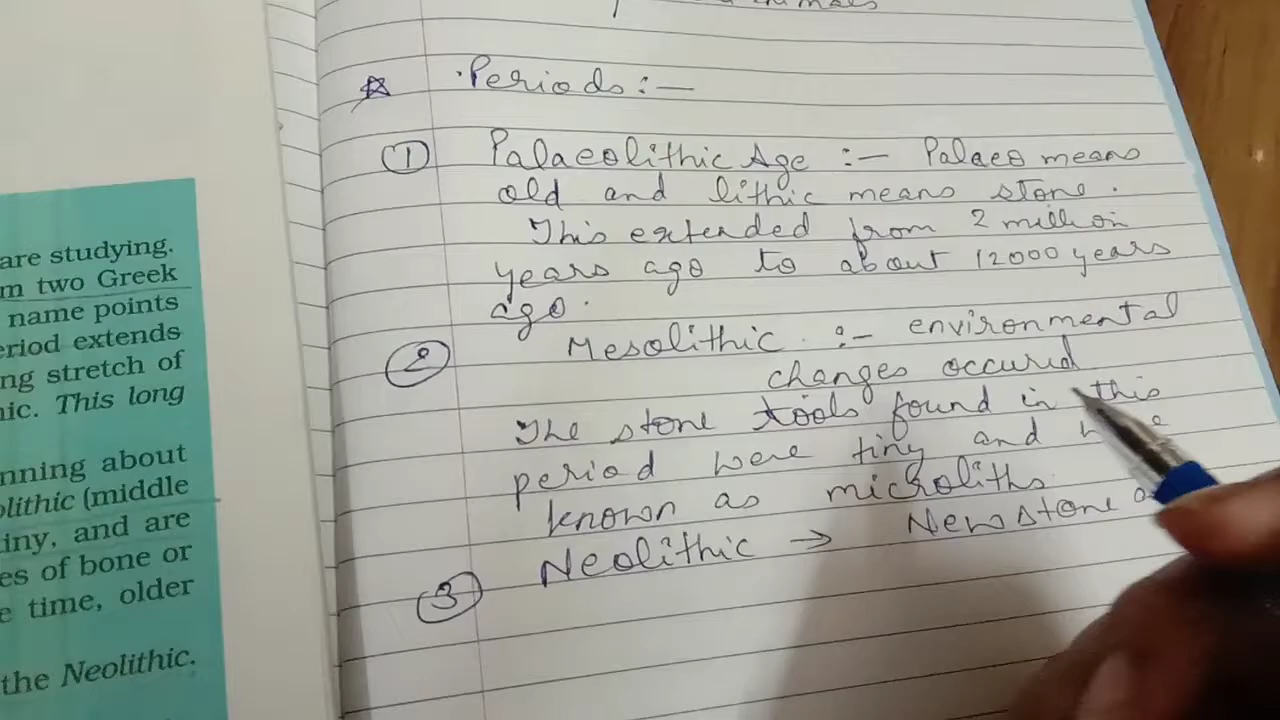 are studying.
m two Greek
name points
eriod extends
ng stretch of
ic. This long
nning about
olithic (middle
iny, and are
es of bone or
e time, older
the Neolithic.
Periods :-
① Palaeolithic Age :- Palaeo means
old and lithic means stone.
This extended from 2 million
years ago to about 12000 years
ago.
② Mesolithic :- environmental
changes occured
The stone tools found in this
period were tiny and
known as microliths.
③ Neolithic → New stone